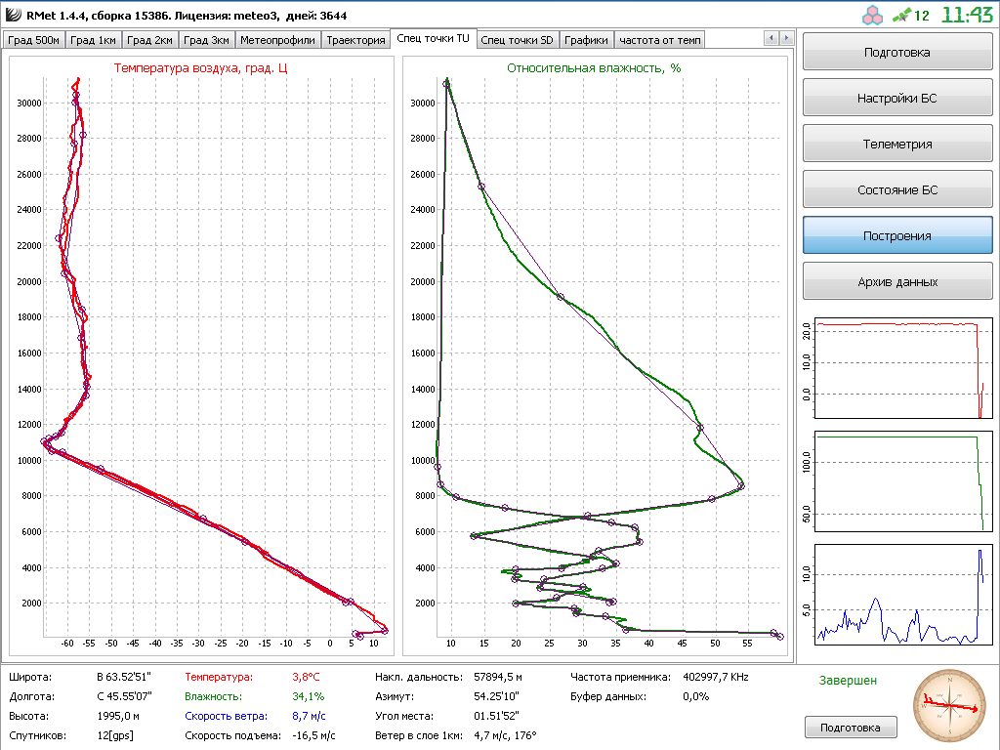 RMet 1.4.4, сборка 15386. Лицензия: meteo3, дней: 3644
12
11:43
Град 500м Град 1км Град 2км Град 3км Метеопрофили Траектория Спец точки TU Спец точки SD Графики частота от темп
Температура воздуха, град. Ц
30000
28000
26000
24000
22000
20000
18000
16000
14000
12000
10000
8000
6000
4000
2000
-60 -55 -50 -45 -40 -35 -30 -25 -20 -15 -10 -5 0 5 10
Относительная влажность, %
30000
28000
26000
24000
22000
20000
18000
16000
14000
12000
10000
8000
6000
4000
2000
10 15 20 25 30 35 40 45 50 55
Подготовка
Настройки БС
Телеметрия
Состояние БС
Построения
Архив данных
20,0
10,0
0,0
100,0
50,0
10,0
5,0
Широта: В 63.52'51"
Долгота: С 45.55'07"
Высота: 1995,0 м
Спутников: 12[gps]
Температура: 3,8°C
Влажность: 34,1%
Скорость ветра: 8,7 м/с
Скорость подъема: -16,5 м/с
Накл. дальность: 57894,5 м
Азимут: 54.25'10"
Угол места: 01.51'52"
Ветер в слое 1км: 4,7 м/с, 176°
Частота приемника: 402997,7 KHz
Буфер данных: 0,0%
Завершен
Подготовка
N
E
S
W